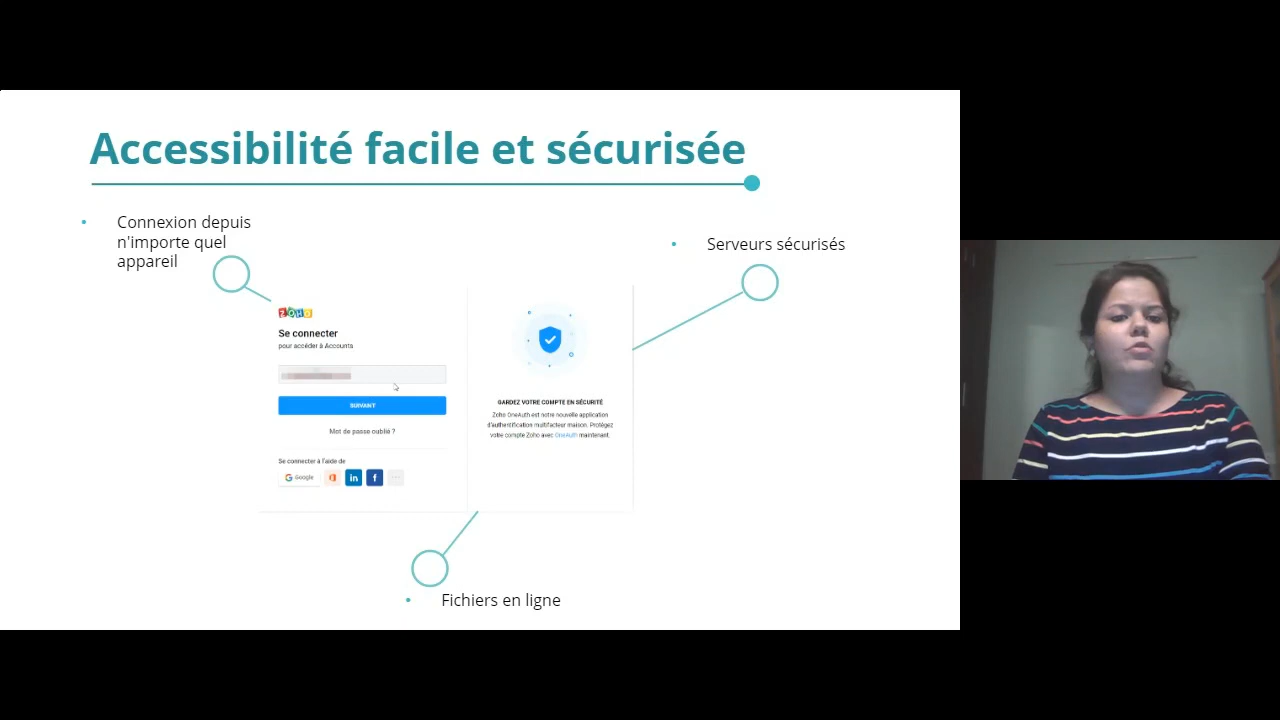 Accessibilité facile et sécurisée
Connexion depuis
n'importe quel
appareil
Serveurs sécurisés
ZOHO
Se connecter
pour accéder à Accounts
SUIVANT
Mot de passe oublié ?
Se connecter à l'aide de
Google
in
f
GARDEZ VOTRE COMPTE EN SÉCURITÉ
Zoho OneAuth est notre nouvelle application
d'authentification multifacteur maison. Protégez
votre compte Zoho avec OneAuth maintenant.
Fichiers en ligne